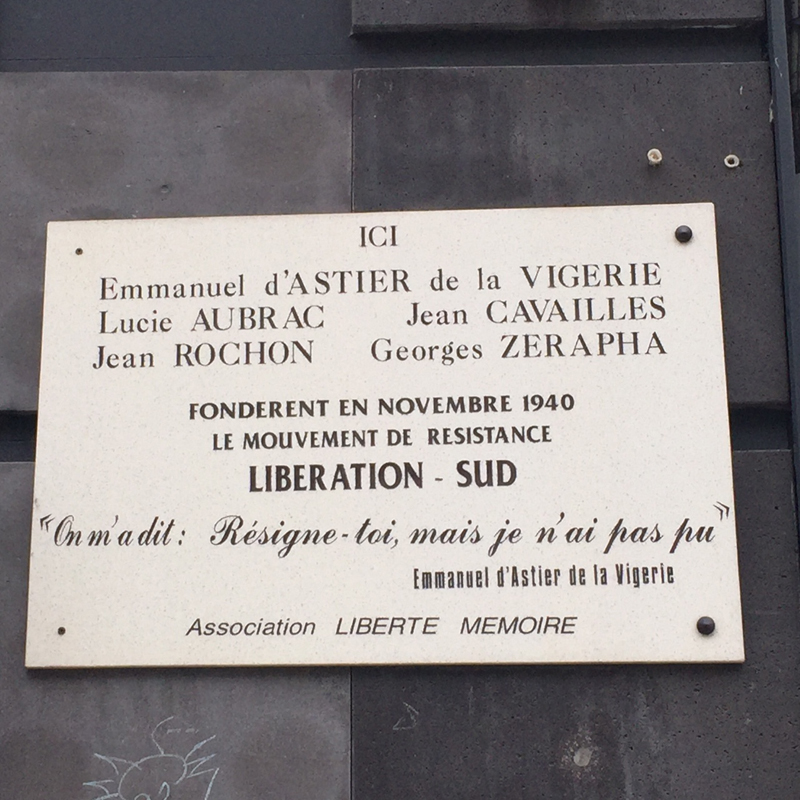 ICI
Emmanuel d'ASTIER de la VIGERIE
Lucie AUBRAC Jean CAVAILLES
Jean ROCHON Georges ZERAPHA
FONDERENT EN NOVEMBRE 1940
LE MOUVEMENT DE RESISTANCE
LIBERATION - SUD
«On m'a dit: Résigne-toi, mais je n'ai pas pu»
Emmanuel d'Astier de la Vigerie
Association LIBERTE MEMOIRE